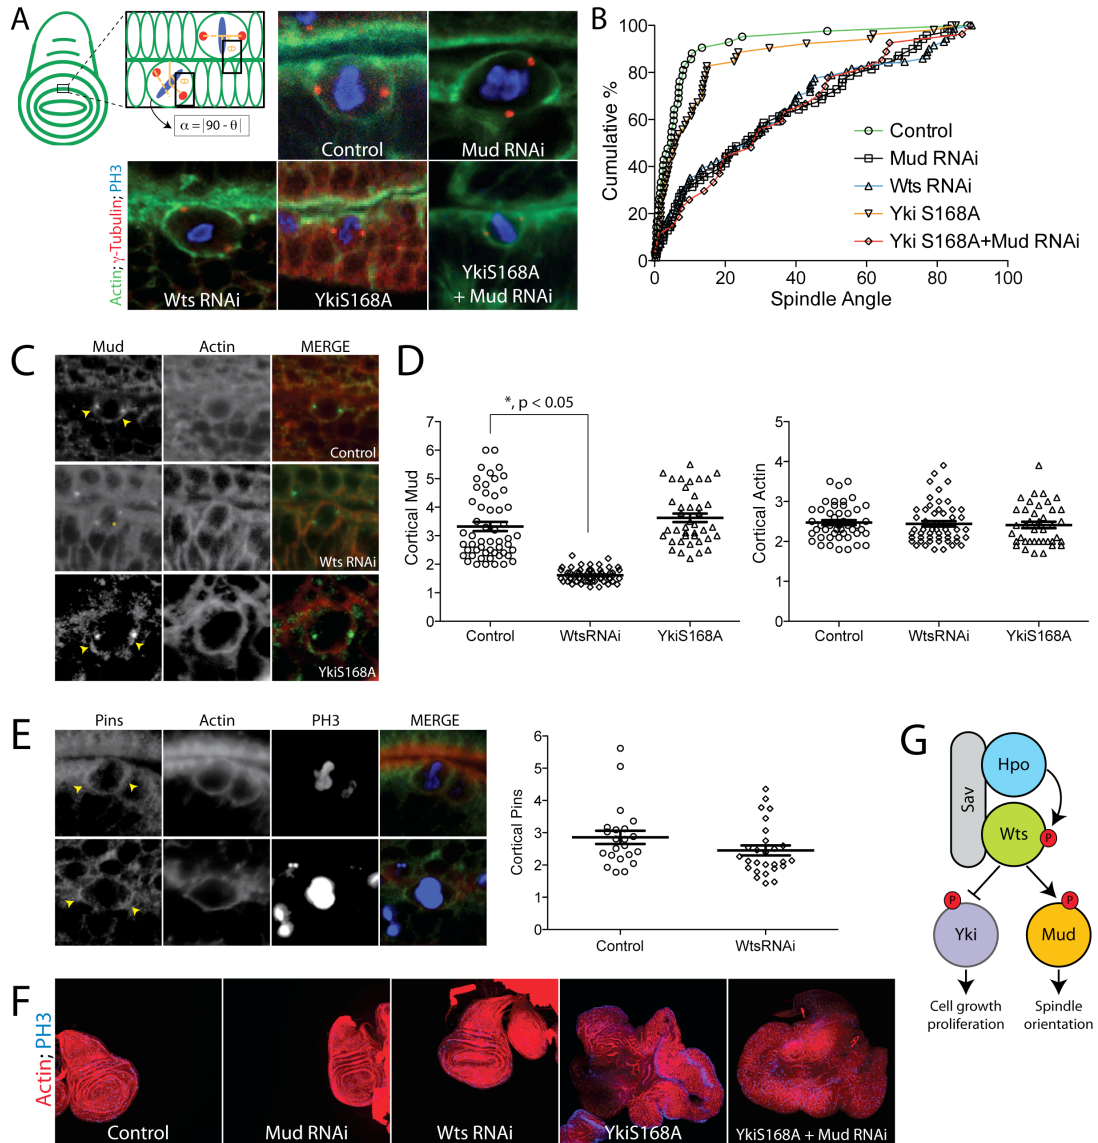 A
α = |90 - θ|
θ
θ
Control
Mud RNAi
Actin; γ-Tubulin; PH3
Wts RNAi
YkiS168A
YkiS168A
+ Mud RNAi
B
Cumulative %
100
80
60
40
20
0
0 20 40 60 80 100
Spindle Angle
Control
Mud RNAi
Wts RNAi
Yki S168A
Yki S168A+Mud RNAi
C
Mud Actin MERGE
Control
*
Wts RNAi
YkiS168A
D
*, p < 0.05
Cortical Mud
7
6
5
4
3
2
1
0
Control WtsRNAi YkiS168A
Cortical Actin
5
4
3
2
1
0
Control WtsRNAi YkiS168A
E
Pins Actin PH3 MERGE
Cortical Pins
6
5
4
3
2
1
0
Control WtsRNAi
F
Actin; PH3
Control
Mud RNAi
Wts RNAi
YkiS168A
YkiS168A + Mud RNAi
G
Sav
Hpo
Wts
P
P
P
Yki
Mud
Cell growth
proliferation
Spindle
orientation